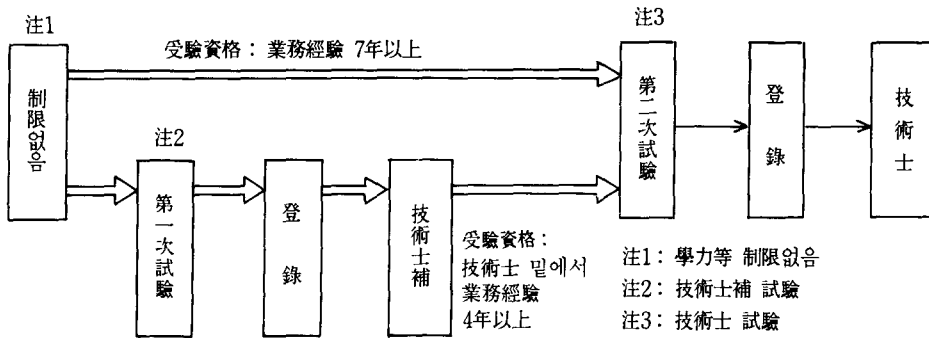 注1
受驗資格 : 業務經驗 7年以上
注3
制限없음
注2
第一次試驗
登錄
技術士補
受驗資格 :
技術士 밑에서
業務經驗
4年以上
第二次試驗
登錄
技術士
注1 : 學力等 制限없음
注2 : 技術士補 試驗
注3 : 技術士 試驗